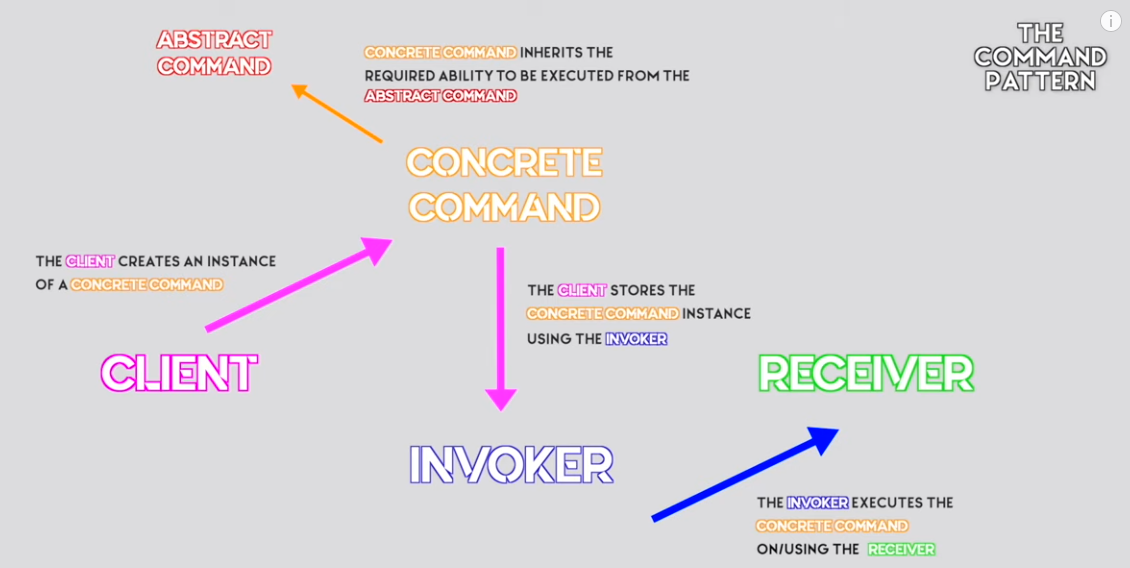 THE
COMMAND
PATTERN
i
ABSTRACT
COMMAND
CONCRETE COMMAND INHERITS THE
REQUIRED ABILITY TO BE EXECUTED FROM THE
ABSTRACT COMMAND
CONCRETE
COMMAND
THE CLIENT CREATES AN INSTANCE
OF A CONCRETE COMMAND
THE CLIENT STORES THE
CONCRETE COMMAND INSTANCE
USING THE INVOKER
CLIENT
RECEIVER
INVOKER
THE INVOKER EXECUTES THE
CONCRETE COMMAND
ON/USING THE RECEIVER